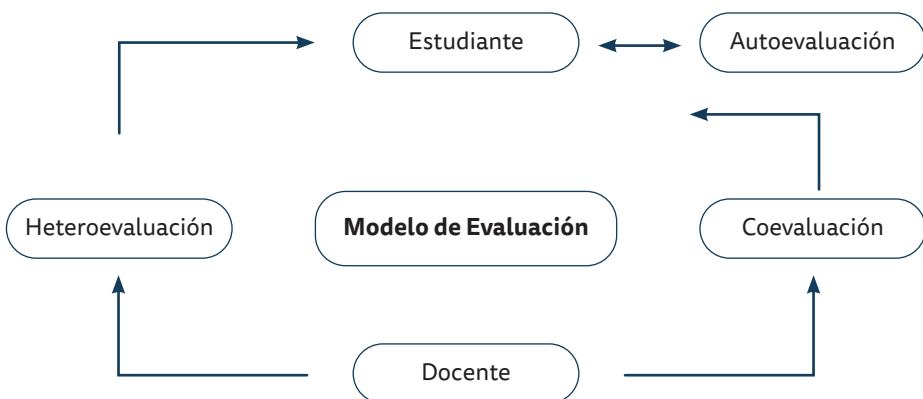 Estudiante
Autoevaluación
Heteroevaluación
Modelo de Evaluación
Coevaluación
Docente